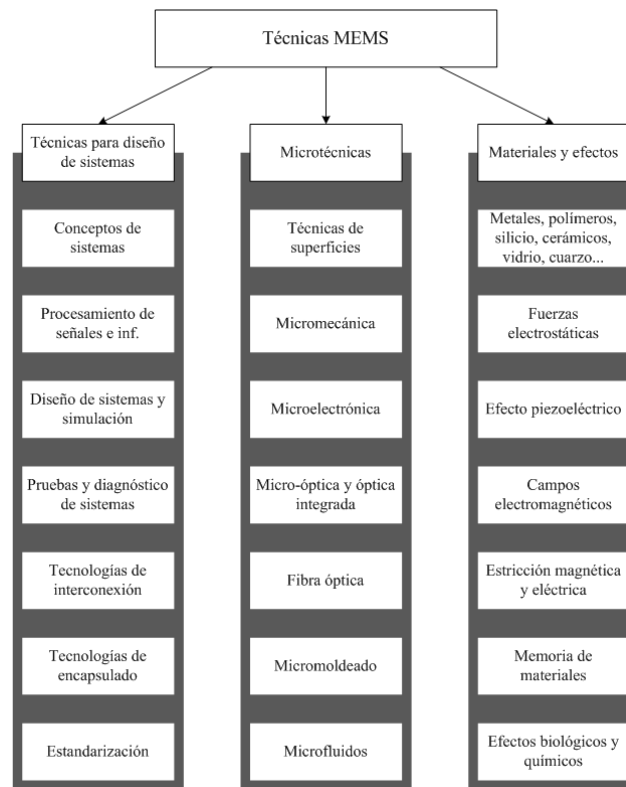 Técnicas MEMS
Técnicas para diseño
de sistemas
Conceptos de
sistemas
Procesamiento de
señales e inf.
Diseño de sistemas y
simulación
Pruebas y diagnóstico
de sistemas
Tecnologías de
interconexión
Tecnologías de
encapsulado
Estandarización
Microtécnicas
Técnicas de
superfícies
Micromecánica
Microelectrónica
Micro-óptica y óptica
integrada
Fibra óptica
Micromoldeado
Microfluidos
Materiales y efectos
Metales, polímeros,
silicio, cerámicos,
vidrio, cuarzo...
Fuerzas
electrostáticas
Efecto piezoeléctrico
Campos
electromagnéticos
Estricción magnética
y eléctrica
Memoria de
materiales
Efectos biológicos y
químicos